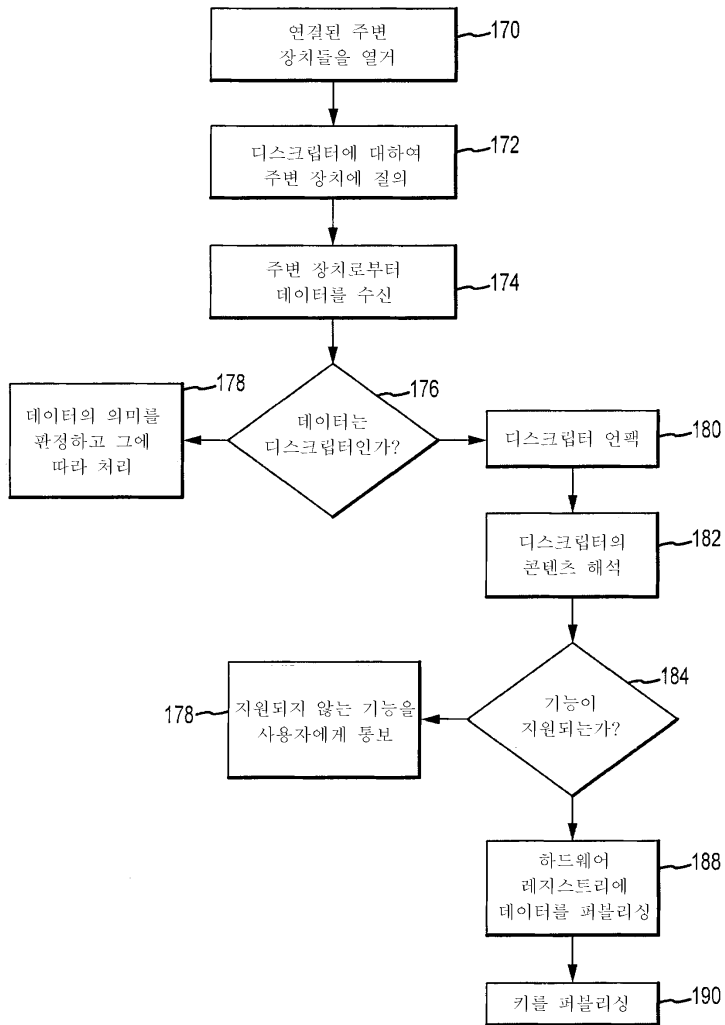 연결된 주변
장치들을 열거
170
디스크립터에 대하여
주변 장치에 질의
172
주변 장치로부터
데이터를 수신
174
178
176
데이터의 의미를
판정하고 그에
따라 처리
데이터는
디스크립터인가?
디스크립터 언팩
180
디스크립터의
콘텐츠 해석
182
184
178
지원되지 않는 기능을
사용자에게 통보
기능이
지원되는가?
하드웨어
레지스트리에
데이터를 퍼블리싱
188
키를 퍼블리싱
190